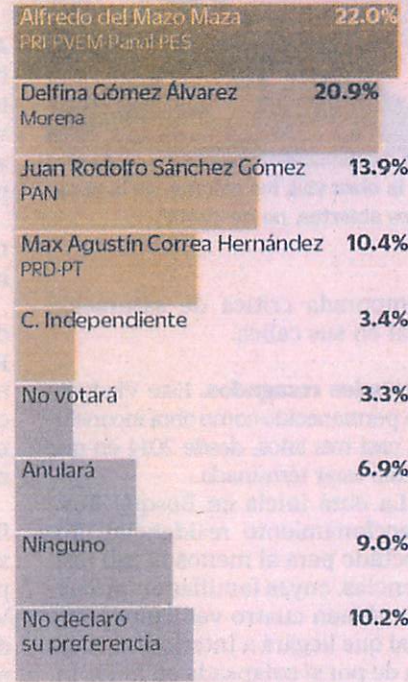 Alfredo del Mazo Maza 22.0%
PRI-PVEM-Panal-PES
Delfina Gómez Álvarez 20.9%
Morena
Juan Rodolfo Sánchez Gómez 13.9%
PAN
Max Agustín Correa Hernández 10.4%
PRD-PT
C. Independiente 3.4%
No votará 3.3%
Anulará 6.9%
Ninguno 9.0%
No declaró 10.2%
su preferencia